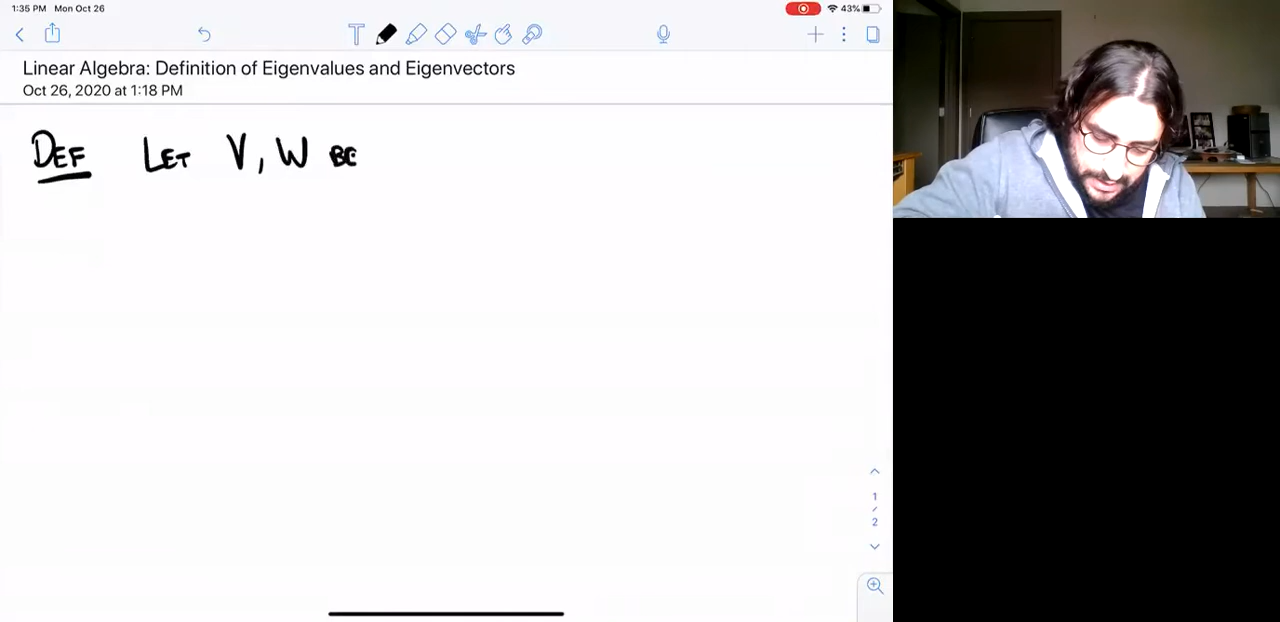 1:35 PM Mon Oct 26
43%
T
Linear Algebra: Definition of Eigenvalues and Eigenvectors
Oct 26, 2020 at 1:18 PM
DEF LET V, W BE
1
/
2